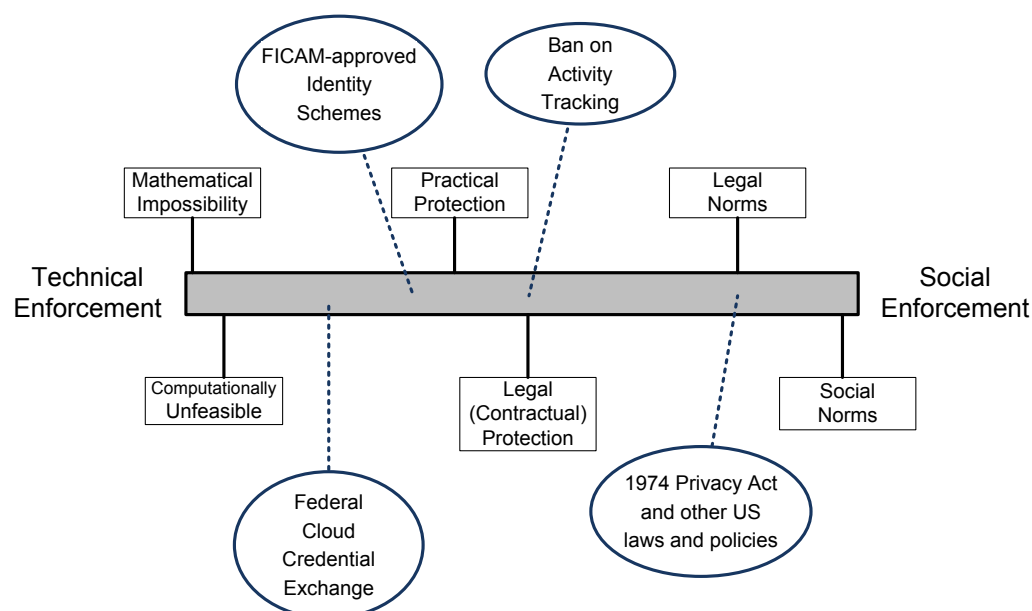 FICAM-approved
Identity
Schemes
Ban on
Activity
Tracking
Mathematical
Impossibility
Practical
Protection
Legal
Norms
Technical
Enforcement
Social
Enforcement
Computationally
Unfeasible
Legal
(Contractual)
Protection
Social
Norms
Federal
Cloud
Credential
Exchange
1974 Privacy Act
and other US
laws and policies